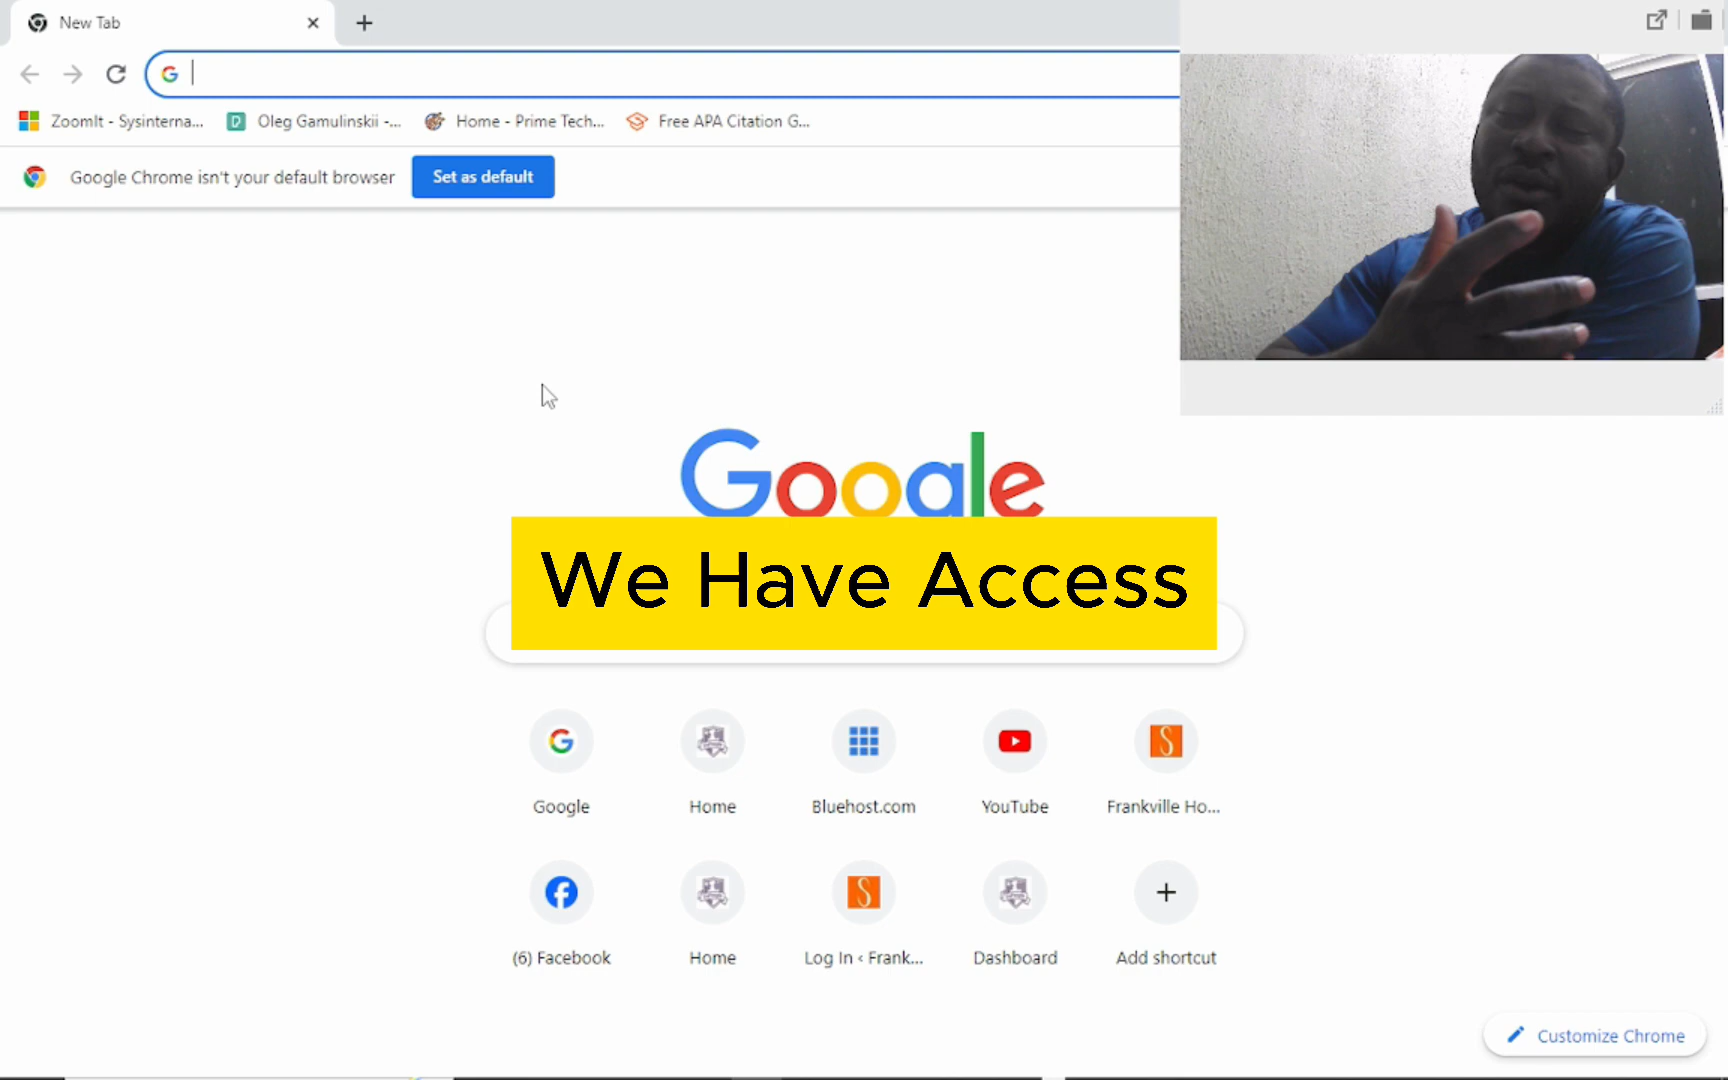 New Tab
ZoomIt - Sysinterna...
Oleg Gamulinskii -...
Home - Prime Tech...
Free APA Citation G...
Google Chrome isn't your default browser
Set as default
Google
We Have Access
Google
Home
Bluehost.com
YouTube
Frankville Ho...
(6) Facebook
Home
Log In ‹ Frank...
Dashboard
Add shortcut
Customize Chrome